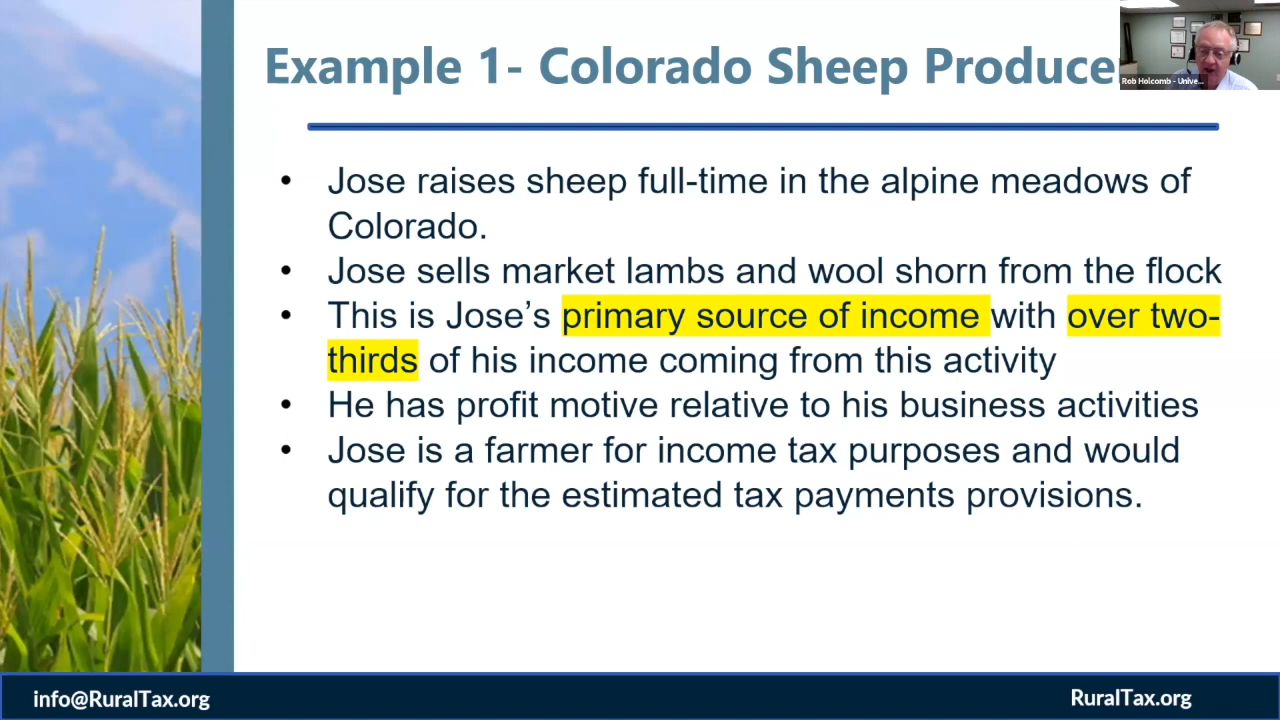 Example 1- Colorado Sheep Produce
Rob Holcomb - Unive...
• Jose raises sheep full-time in the alpine meadows of
Colorado.
• Jose sells market lambs and wool shorn from the flock
• This is Jose’s primary source of income with over two-
thirds of his income coming from this activity
• He has profit motive relative to his business activities
• Jose is a farmer for income tax purposes and would
qualify for the estimated tax payments provisions.
info@RuralTax.org
RuralTax.org